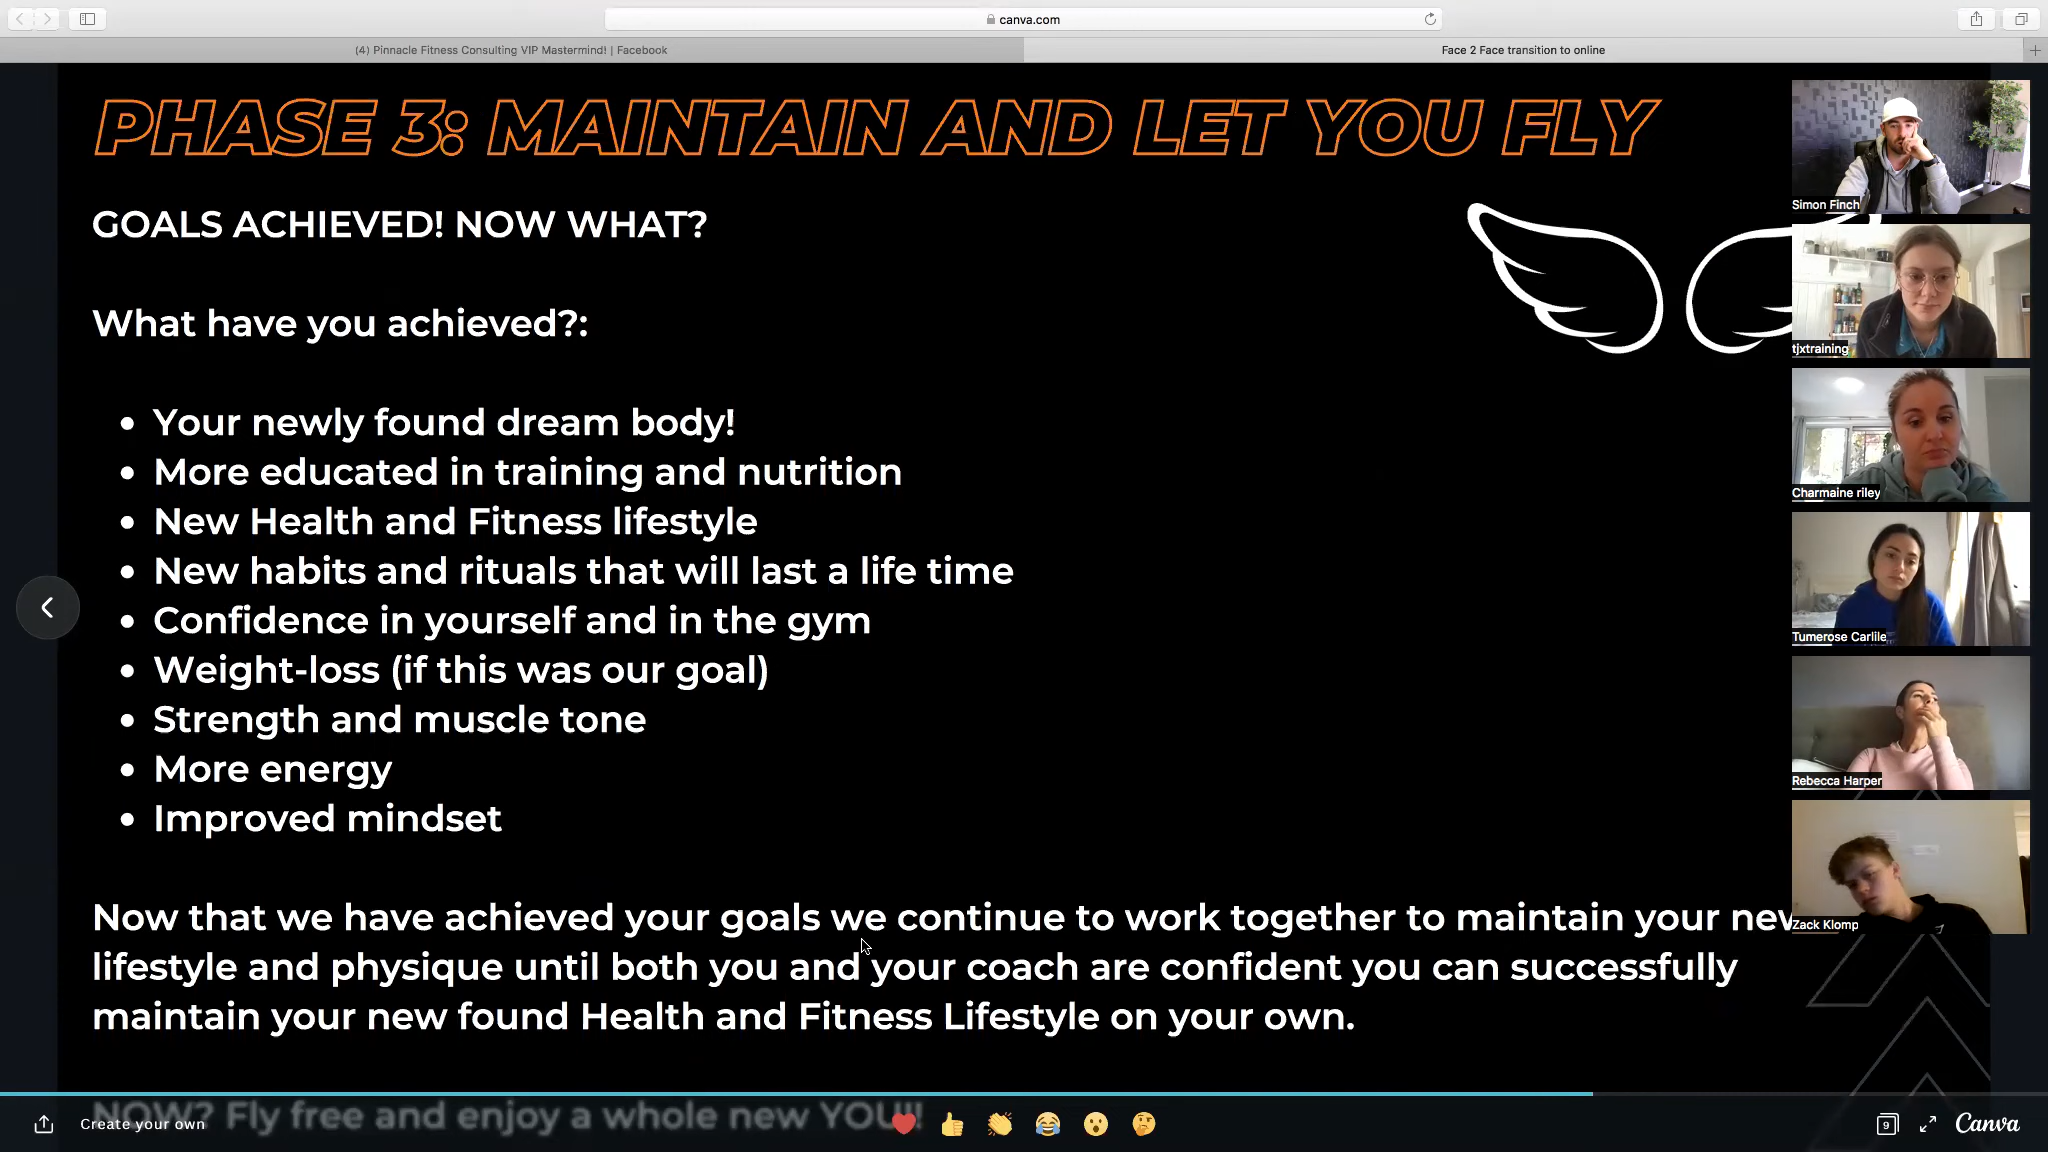 canva.com
(4) Pinnacle Fitness Consulting VIP Mastermind! | Facebook
Face 2 Face transition to online
PHASE 3: MAINTAIN AND LET YOU FLY
GOALS ACHIEVED! NOW WHAT?
What have you achieved?:
• Your newly found dream body!
• More educated in training and nutrition
• New Health and Fitness lifestyle
• New habits and rituals that will last a life time
• Confidence in yourself and in the gym
• Weight-loss (if this was our goal)
• Strength and muscle tone
• More energy
• Improved mindset
Now that we have achieved your goals we continue to work together to maintain your
lifestyle and physique until both you and your coach are confident you can successfully
maintain your new found Health and Fitness Lifestyle on your own.
NOW? Fly free and enjoy a whole new YOU!!
Simon Finch
tjxtraining
Charmaine riley
Tumerose Carlile
Rebecca Harper
Zack Klomp
Create your own
9
Canva